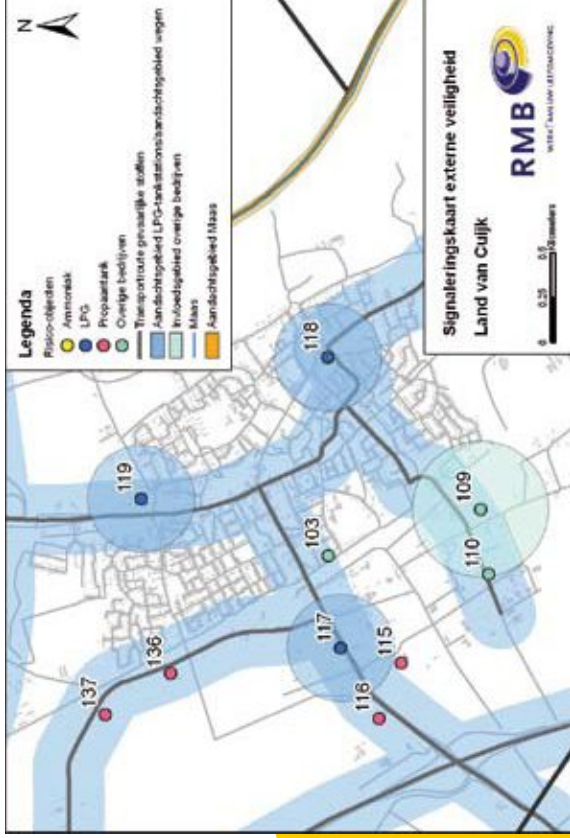 N
Legenda
Risico-objecten
Ammoniak
LPG
Propaantank
Overige bedrijven
Transportroute gevaarlijke stoffen
Aandachtsgebied LPG-tankstations/aandachtsgebied wegen
Invloedsgebied overige bedrijven
Maas
Aandachtsgebied Maas
119
118
137
136
103
117
109
110
115
116
Signaleringskaart externe veiligheid
Land van Cuijk
0 0.25 0.5
Kilometers
RMB